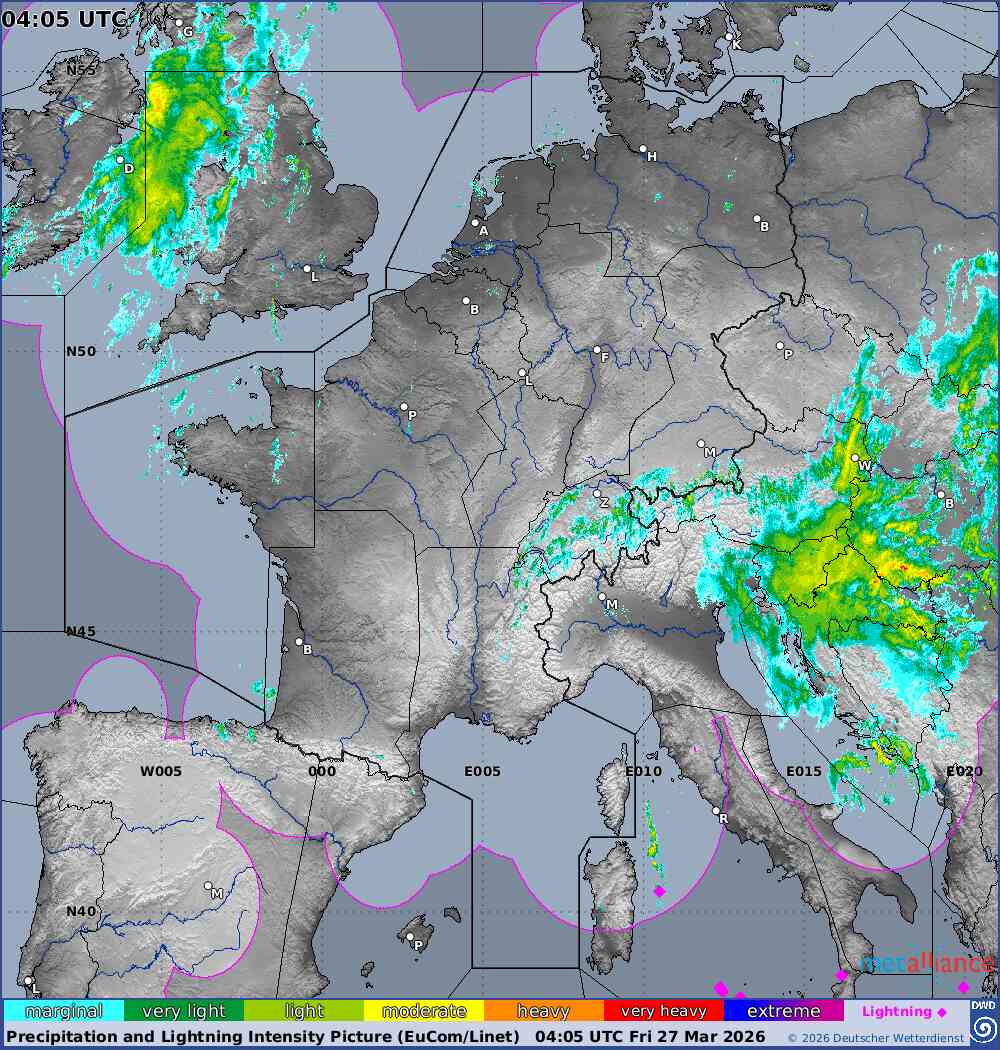 04:05 UTC
G
K
N55
D
H
A
B
L
B
N50
F
P
L
P
M
W
Z
B
M
N45
B
W005
000
E005
E010
E015
E020
R
M
N40
P
L
metalliance
marginal very light light moderate heavy very heavy extreme Lightning
DWD
Precipitation and Lightning Intensity Picture (EuCom/Linet) 04:05 UTC Fri 27 Mar 2026 © 2026 Deutscher Wetterdienst